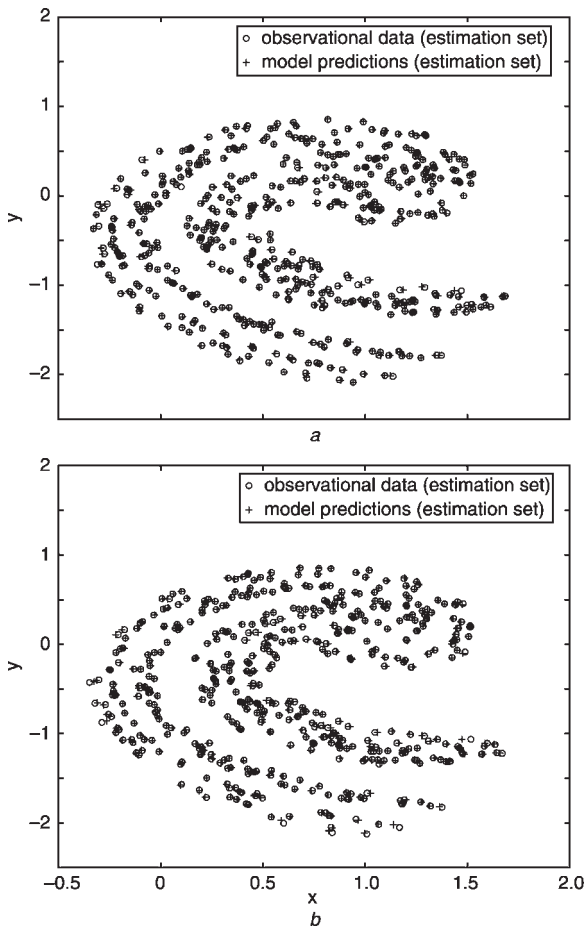 2
observational data (estimation set)
model predictions (estimation set)
1
0
y
−1
−2
a
2
observational data (estimation set)
model predictions (estimation set)
1
0
y
−1
−2
−0.5
0
0.5
1.0
1.5
2.0
x
b